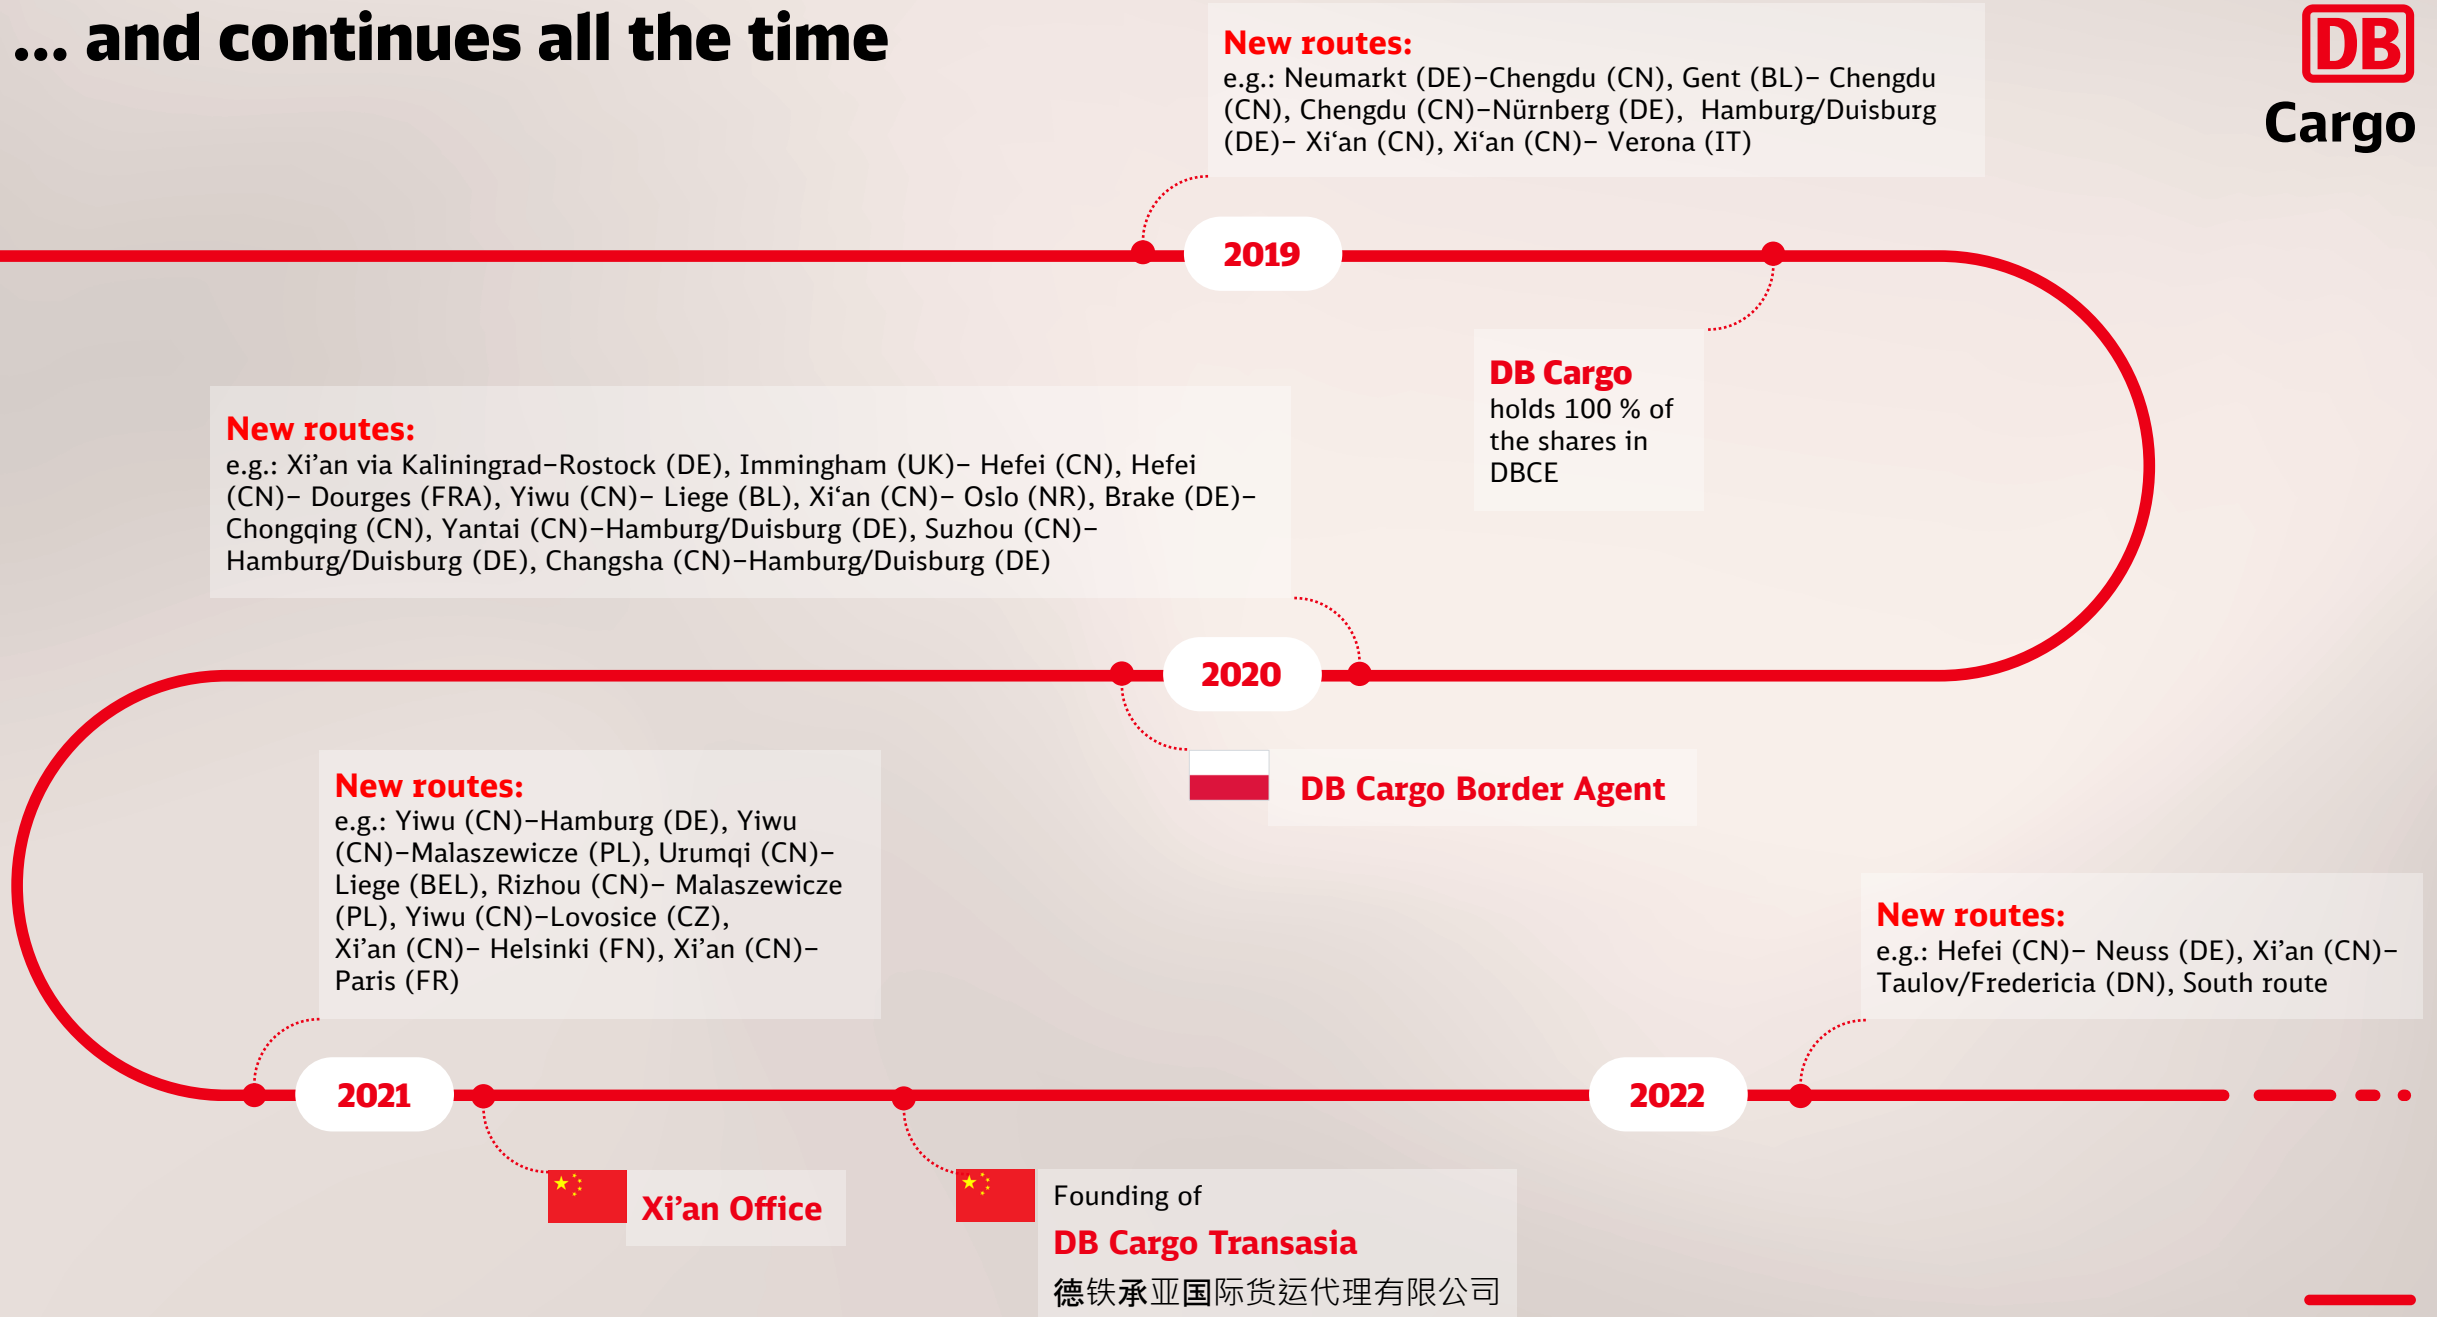 ... and continues all the time
DB
Cargo
New routes:
e.g.: Neumarkt (DE)–Chengdu (CN), Gent (BL)– Chengdu
(CN), Chengdu (CN)–Nürnberg (DE),  Hamburg/Duisburg
(DE)– Xi‘an (CN), Xi‘an (CN)– Verona (IT)
2019
DB Cargo
holds 100 % of
the shares in
DBCE
New routes:
e.g.: Xi’an via Kaliningrad–Rostock (DE), Immingham (UK)– Hefei (CN), Hefei
(CN)– Dourges (FRA), Yiwu (CN)– Liege (BL), Xi‘an (CN)– Oslo (NR), Brake (DE)–
Chongqing (CN), Yantai (CN)–Hamburg/Duisburg (DE), Suzhou (CN)–
Hamburg/Duisburg (DE), Changsha (CN)–Hamburg/Duisburg (DE)
2020
DB Cargo Border Agent
New routes:
e.g.: Yiwu (CN)–Hamburg (DE), Yiwu
(CN)–Malaszewicze (PL), Urumqi (CN)–
Liege (BEL), Rizhou (CN)– Malaszewicze
(PL), Yiwu (CN)–Lovosice (CZ),
Xi’an (CN)– Helsinki (FN), Xi’an (CN)–
Paris (FR)
2021
Xi’an Office
Founding of
DB Cargo Transasia
德铁承亚国际货运代理有限公司
2022
New routes:
e.g.: Hefei (CN)– Neuss (DE), Xi’an (CN)–
Taulov/Fredericia (DN), South route